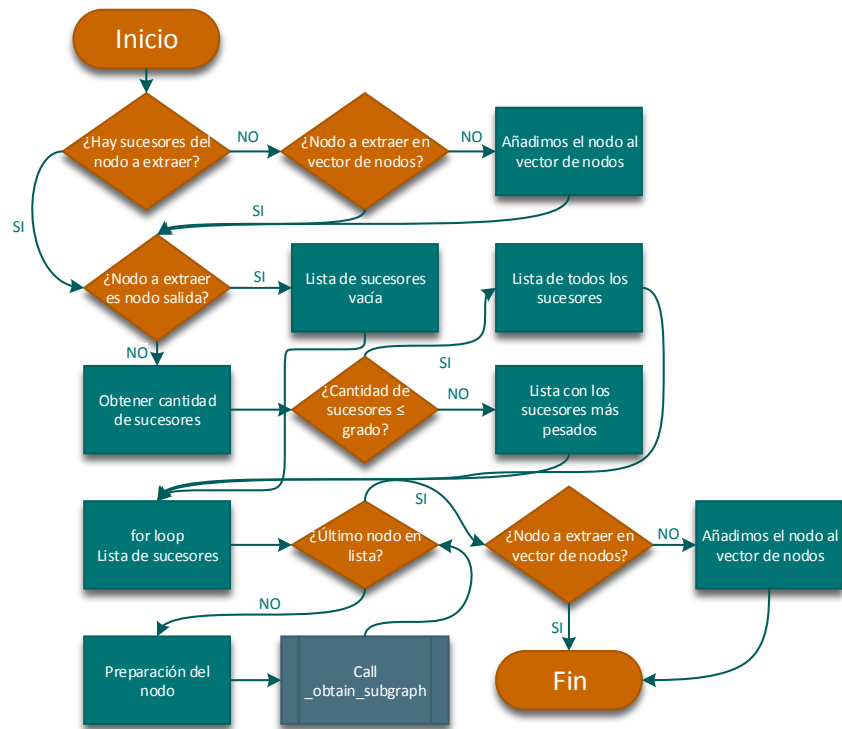 Inicio
¿Hay sucesores del
nodo a extraer?
NO
¿Nodo a extraer en
vector de nodos?
NO
Añadimos el nodo al
vector de nodos
SI
SI
¿Nodo a extraer
es nodo salida?
SI
Lista de sucesores
vacía
Lista de todos los
sucesores
NO
SI
Obtener cantidad
de sucesores
¿Cantidad de
sucesores ≤
grado?
NO
Lista con los
sucesores más
pesados
SI
for loop
Lista de sucesores
¿Último nodo en
lista?
¿Nodo a extraer en
vector de nodos?
NO
Añadimos el nodo al
vector de nodos
NO
SI
Preparación del
nodo
Call
_obtain_subgraph
Fin